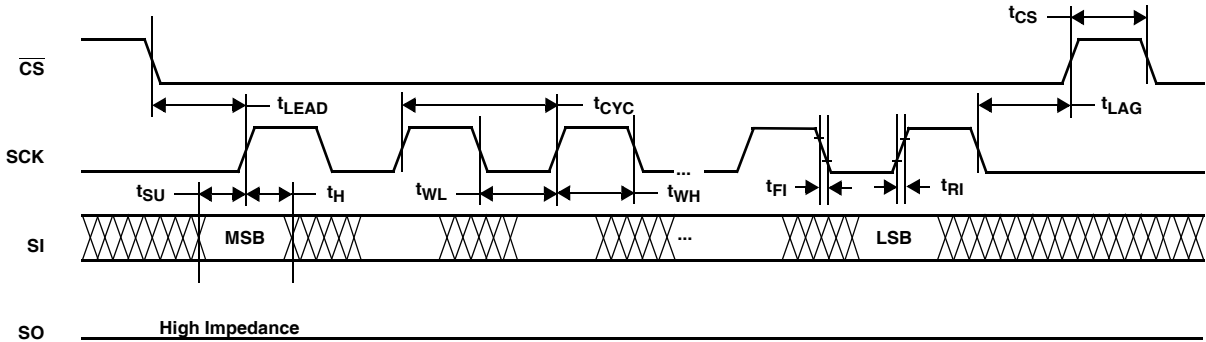 tCS
CS
tLEAD
tCYC
tLAG
SCK
...
tSU
tH
tWL
tWH
tFI
tRI
SI
MSB
...
LSB
SO
High Impedance